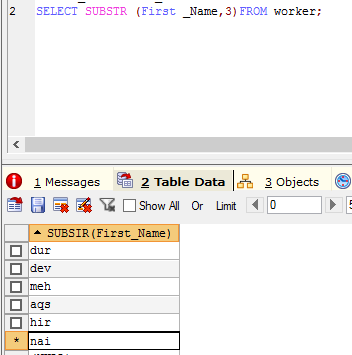 2 SELECT SUBSTR (First _Name,3)FROM worker;
1 Messages 2 Table Data 3 Objects
Show All Or Limit 0
SUBSIR(First_Name)
dur
dev
meh
aqs
hir
* nai